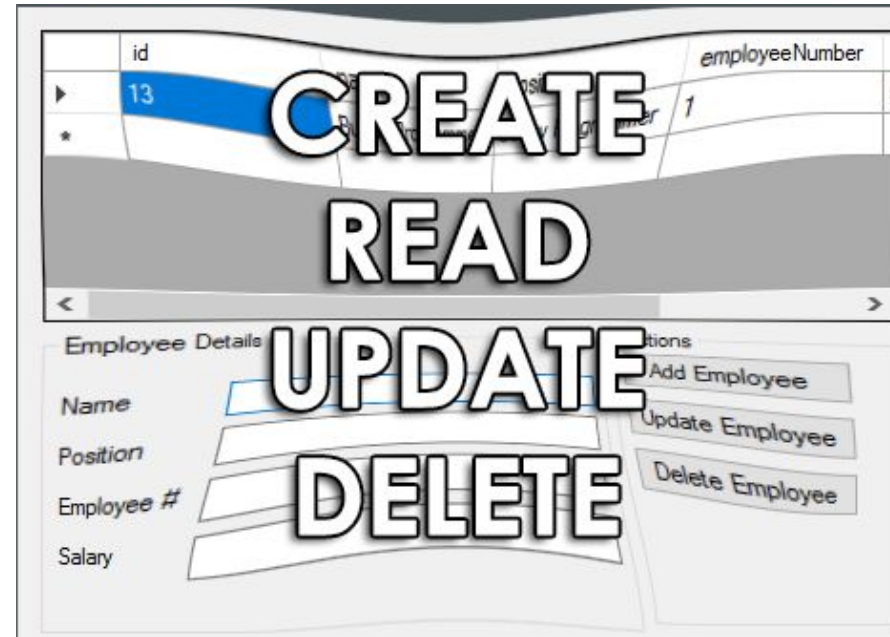 id employeeNumber
13 1
*
CREATE
READ
UPDATE
DELETE
Employee Details
Name
Position
Employee #
Salary
Add Employee
Update Employee
Delete Employee